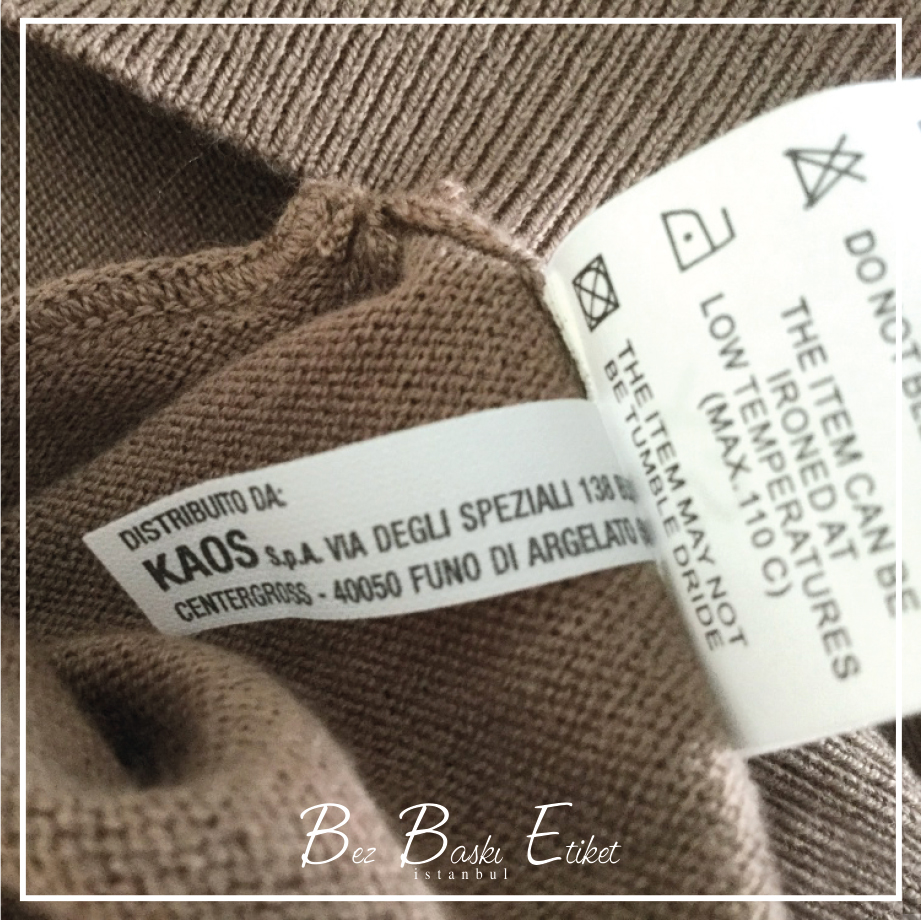 DISTRIBUITO DA:
KAOS S.p.A. VIA DEGLI SPEZIALI 138
CENTERGROSS - 40050 FUNO DI ARGELATO
THE ITEM MAY NOT
BE TUMBLE DRIDE
LOW TEMPERATURES
(MAX. 110 C)
THE ITEM CAN BE
IRONED AT
DO NOT
Bez Baskı Etiket
istanbul